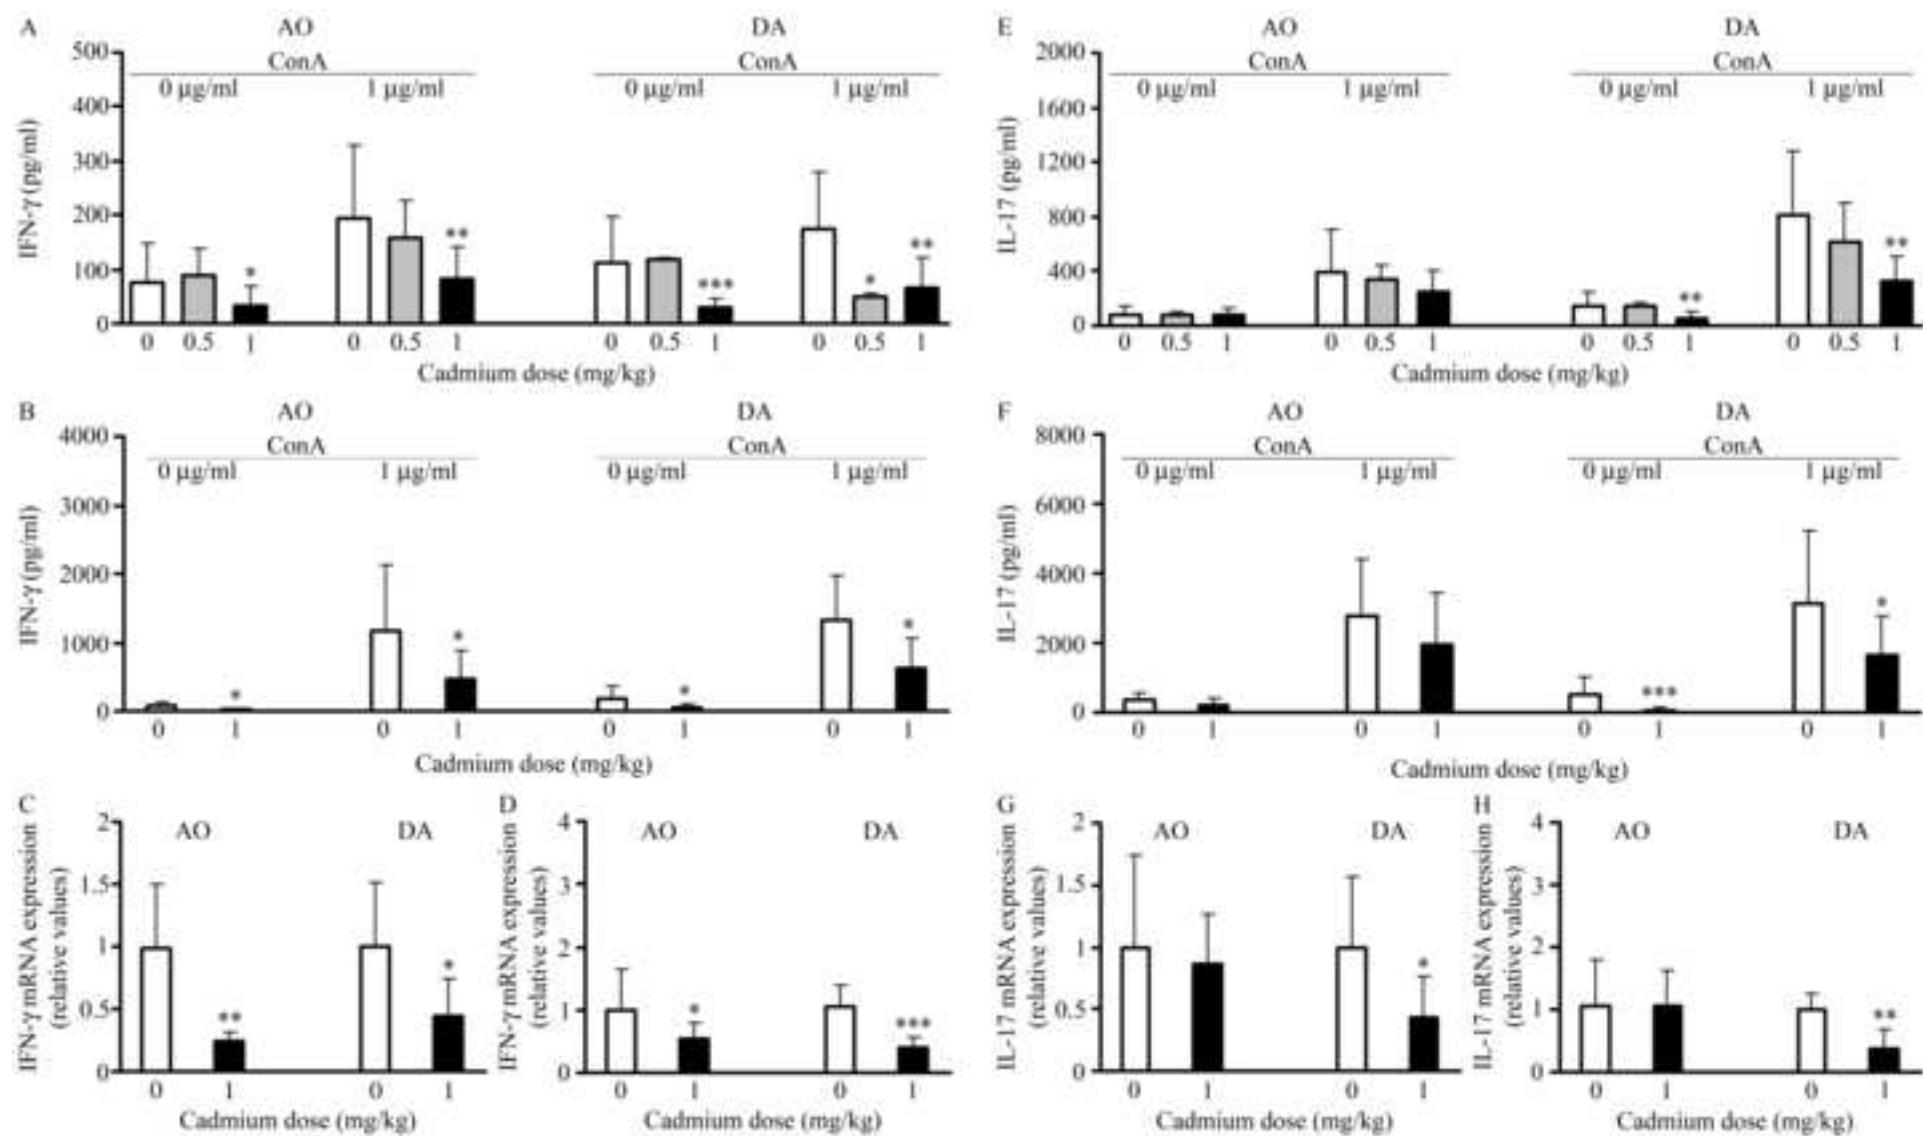 A
AO
DA
ConA
ConA
0 µg/ml
1 µg/ml
0 µg/ml
1 µg/ml
500
400
300
200
100
0
IFN-γ (pg/ml)
*
**
***
*
**
0 0.5 1 0 0.5 1 0 0.5 1 0 0.5 1
Cadmium dose (mg/kg)
E
AO
DA
ConA
ConA
0 µg/ml
1 µg/ml
0 µg/ml
1 µg/ml
2000
1600
1200
800
400
0
IL-17 (pg/ml)
**
**
0 0.5 1 0 0.5 1 0 0.5 1 0 0.5 1
Cadmium dose (mg/kg)
B
AO
DA
ConA
ConA
0 µg/ml
1 µg/ml
0 µg/ml
1 µg/ml
4000
3000
2000
1000
0
IFN-γ (pg/ml)
*
*
*
*
0 1 0 1 0 1 0 1
Cadmium dose (mg/kg)
F
AO
DA
ConA
ConA
0 µg/ml
1 µg/ml
0 µg/ml
1 µg/ml
8000
6000
4000
2000
0
IL-17 (pg/ml)
***
*
0 1 0 1 0 1 0 1
Cadmium dose (mg/kg)
C
AO
DA
2
1.5
1
0.5
0
IFN-γ mRNA expression
(relative values)
**
*
0 1 0 1
Cadmium dose (mg/kg)
D
AO
DA
4
3
2
1
0
IFN-γ mRNA expression
(relative values)
*
***
0 1 0 1
Cadmium dose (mg/kg)
G
AO
DA
2
1.5
1
0.5
0
IL-17 mRNA expression
(relative values)
*
0 1 0 1
Cadmium dose (mg/kg)
H
AO
DA
4
3
2
1
0
IL-17 mRNA expression
(relative values)
**
0 1 0 1
Cadmium dose (mg/kg)